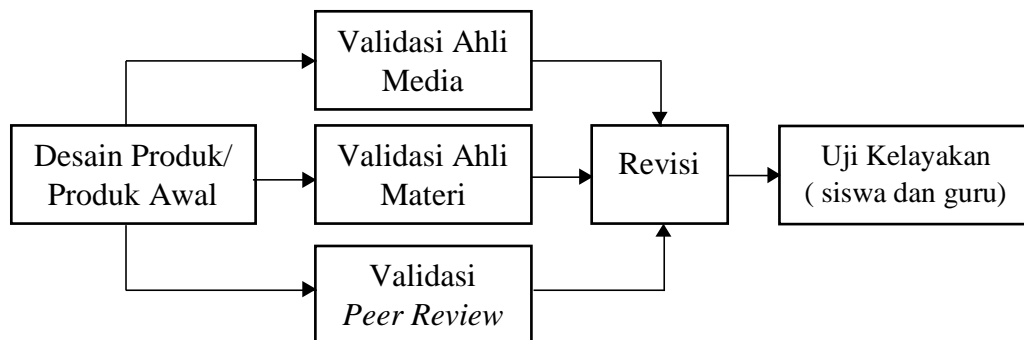 Desain Produk/
Produk Awal
Validasi Ahli
Media
Validasi Ahli
Materi
Validasi
Peer Review
Revisi
Uji Kelayakan
( siswa dan guru)